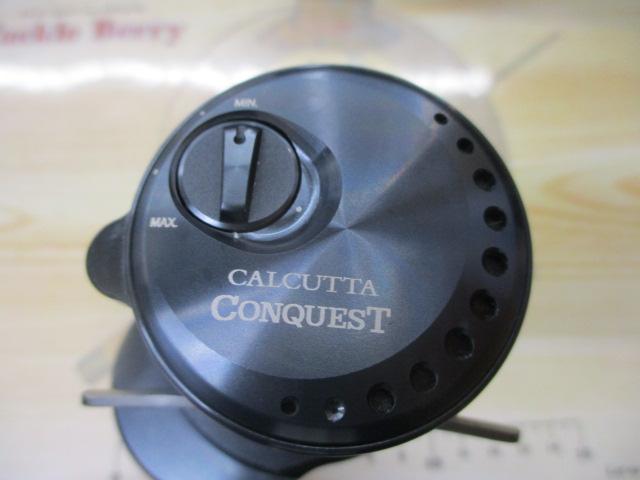 Tackle Berry
MIN.
MAX.
CALCUTTA
CONQUEST